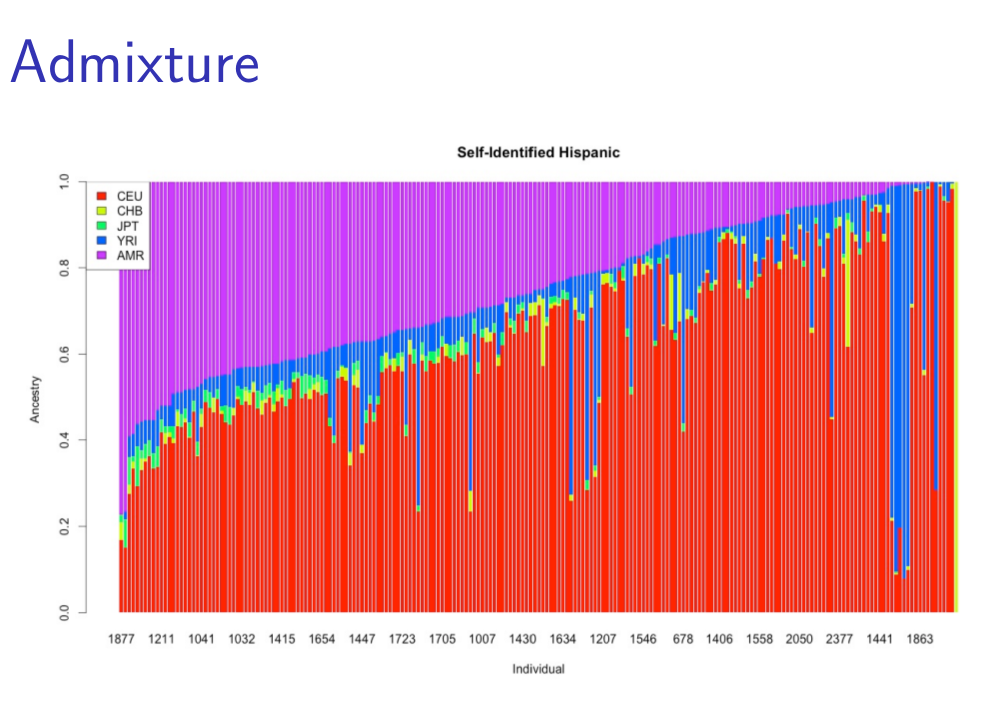 Admixture
Self-Identified Hispanic
CEU
CHB
JPT
YRI
AMR
Ancestry
1.0
0.8
0.6
0.4
0.2
0.0
1877 1211 1041 1032 1415 1654 1447 1723 1705 1007 1430 1634 1207 1546 678 1406 1558 2050 2377 1441 1863
Individual